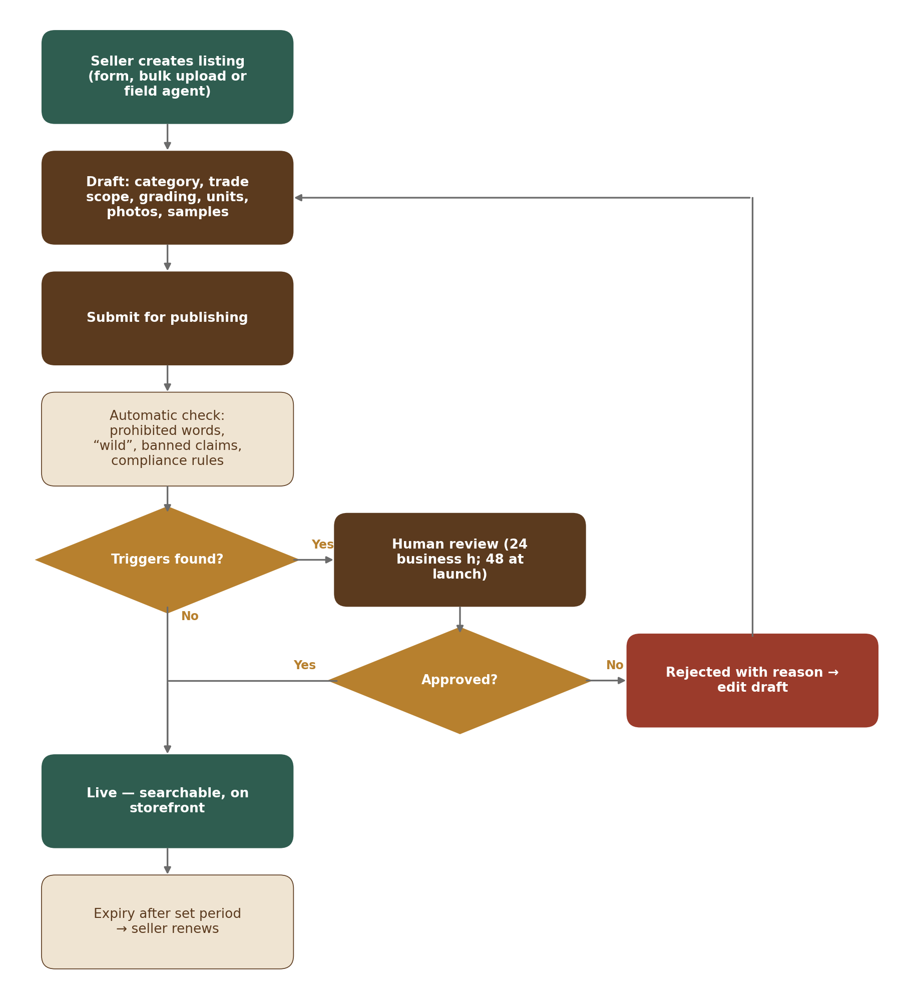 Seller creates listing
(form, bulk upload or
field agent)
Draft: category, trade
scope, grading, units,
photos, samples
Submit for publishing
Automatic check:
prohibited words,
“wild”, banned claims,
compliance rules
Triggers found?
Yes
No
Human review (24
business h; 48 at
launch)
Approved?
Yes
No
Rejected with reason →
edit draft
Live — searchable, on
storefront
Expiry after set period
→ seller renews